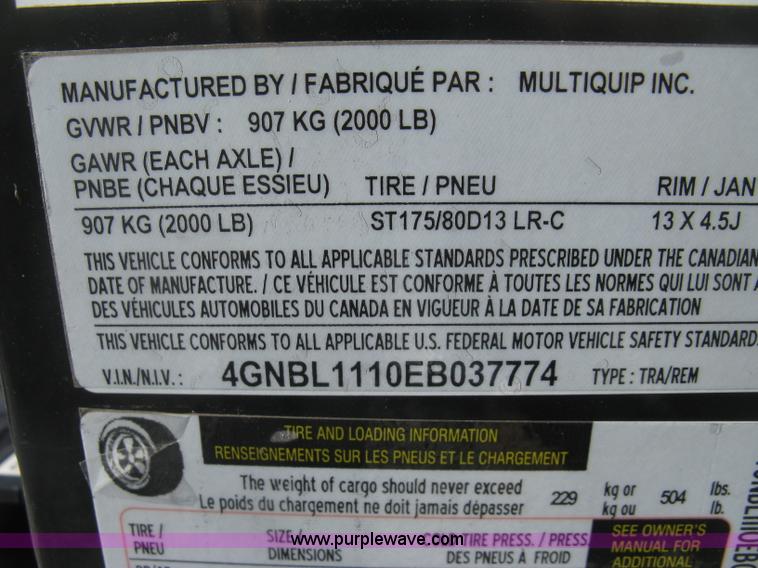 MANUFACTURED BY / FABRIQUÉ PAR : MULTIQUIP INC.
GVWR / PNBV : 907 KG (2000 LB)
GAWR (EACH AXLE) /
PNBE (CHAQUE ESSIEU) TIRE / PNEU RIM / JAN
907 KG (2000 LB) ST175/80D13 LR-C 13 X 4.5J
THIS VEHICLE CONFORMS TO ALL APPLICABLE STANDARDS PRESCRIBED UNDER THE CANADIAN
DATE OF MANUFACTURE. / CE VÉHICULE EST CONFORME À TOUTES LES NORMES QUI LUI SONT
DES VÉHICULES AUTOMOBILES DU CANADA EN VIGUEUR À LA DATE DE SA FABRICATION
THIS VEHICLE CONFORMS TO ALL APPLICABLE U.S. FEDERAL MOTOR VEHICLE SAFETY STANDARD
V.I.N./N.I.V.: 4GNBL1110EB037774 TYPE: TRA/REM
TIRE AND LOADING INFORMATION
RENSEIGNEMENTS SUR LES PNEUS ET LE CHARGEMENT
The weight of cargo should never exceed
Le poids du chargement ne doit jamais dépasser 229 kg or kg ou 504 lbs. lb.
TIRE / PNEU SIZE / DIMENSIONS TIRE PRESS. / PRESS. DES PNEUS À FROID
SEE OWNER'S
MANUAL FOR
ADDITIONAL
www.purplewave.com